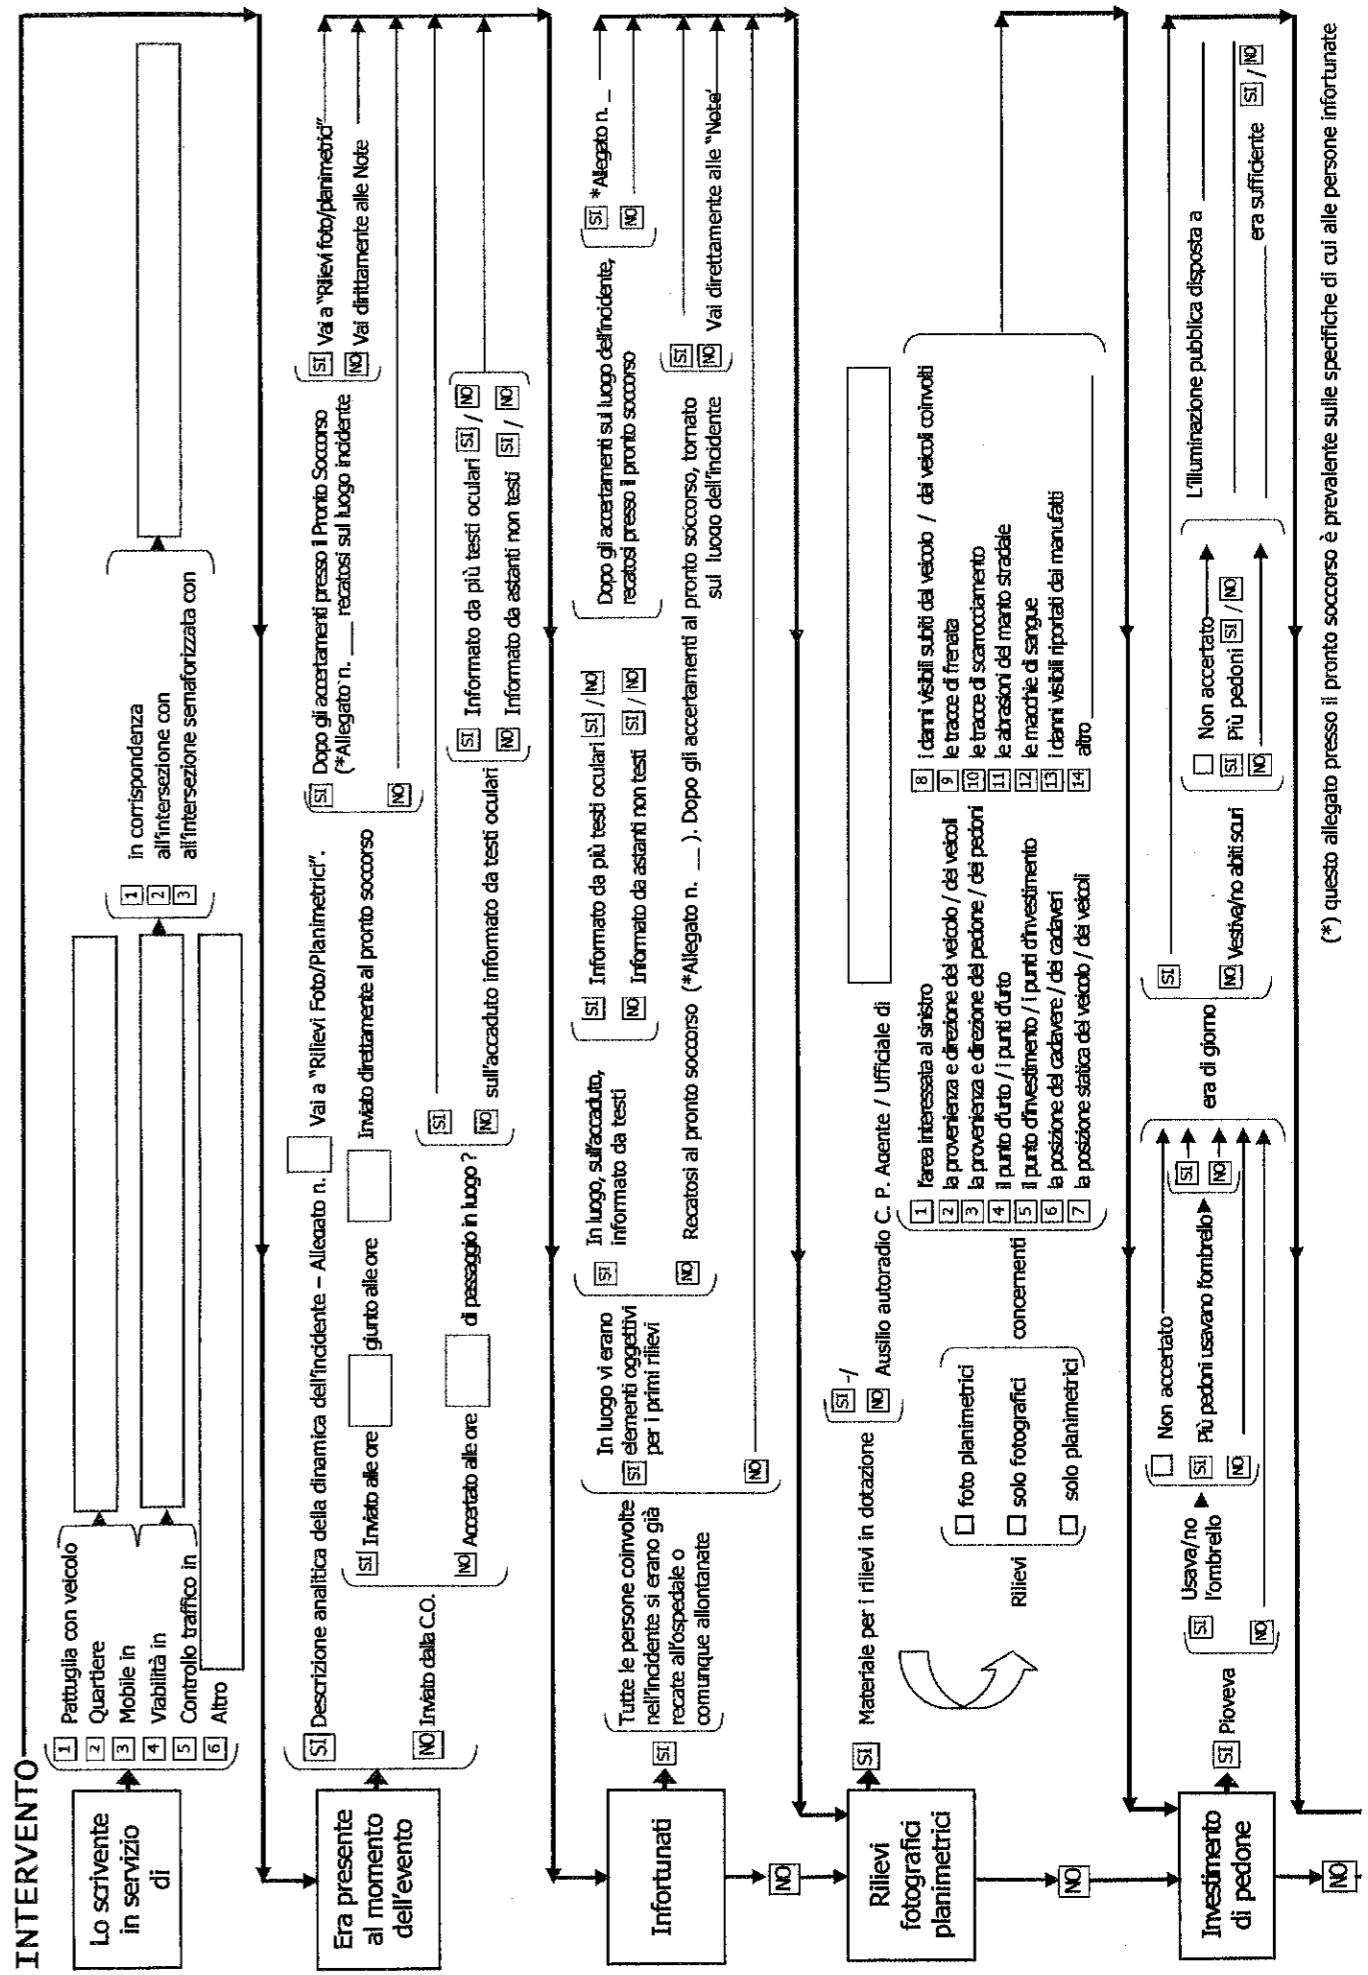 INTERVENTO
Lo scrivente
in servizio
di
1 Pattuglia con veicolo
2 Quartiere
3 Mobile in
4 Viabilità in
5 Controllo traffico in
6 Altro
1 in corrispondenza
2 all'intersezione con
3 all'intersezione semaforizzata con
Era presente
al momento
dell'evento
SI Descrizione analitica della dinamica dell'incidente – Allegato n.
Vai a "Rilievi Foto/Planimetrici".
NO Inviato dalla C.O.
SI Inviato alle ore
giunto alle ore
Inviato direttamente al pronto soccorso
SI Dopo gli accertamenti presso il Pronto Soccorso
(*Allegato n. ___ recatosi sul luogo incidente
NO
SI Vai a "Rilievi foto/planimetrici"
NO Vai dirittamente alle Note
NO Accertato alle ore
di passaggio in luogo ?
SI
NO sull'accaduto informato da testi oculari
SI Informato da più testi oculari SI / NO
NO Informato da astanti non testi SI / NO
Infortunati
SI
Tutte le persone coinvolte
nell'incidente si erano già
recate all'ospedale o
comunque allontanate
In luogo vi erano
SI elementi oggettivi
per i primi rilievi
NO
SI In luogo, sull'accaduto,
informato da testi
SI Informato da più testi oculari SI / NO
NO Informato da astanti non testi SI / NO
Dopo gli accertamenti sul luogo dell'incidente,
recatosi presso il pronto soccorso
SI *Allegato n. _
NO
NO Recatosi al pronto soccorso (*Allegato n. __ ). Dopo gli accertamenti al pronto soccorso, tornato
sul luogo dell'incidente
SI
NO Vai direttamente alle "Note'
NO
Rilievi
fotografici
planimetrici
SI Materiale per i rilievi in dotazione
SI -/
NO Ausilio autoradio C. P. Agente / Ufficiale di
Rilievi
foto planimetrici
solo fotografici
solo planimetrici
concernenti
1 l'area interessata al sinistro
2 la provenienza e direzione del veicolo / dei veicoli
3 la provenienza e direzione del pedone / dei pedoni
4 il punto d'urto / i punti d'urto
5 il punto d'investimento / i punti d'investimento
6 la posizione del cadavere / dei cadaveri
7 la posizione statica del veicolo / dei veicoli
8 i danni visibili subiti dal veicolo / dai veicoli coinvolti
9 le tracce di frenata
10 le tracce di scarrocciamento
11 le abrasioni del manto stradale
12 le macchie di sangue
13 i danni visibili riportati dai manufatti
14 altro
NO
Investimento
di pedone
SI Pioveva
SI Usava/no
l'ombrello
NO
Non accertato
SI Più pedoni usavano l'ombrello
NO
SI
NO
era di giorno
SI
NO Vestiva/no abiti scuri
Non accertato
SI Più pedoni SI / NO
NO
L'illuminazione pubblica disposta a
era sufficiente SI / NO
NO
(*) questo allegato presso il pronto soccorso è prevalente sulle specifiche di cui alle persone infortunate